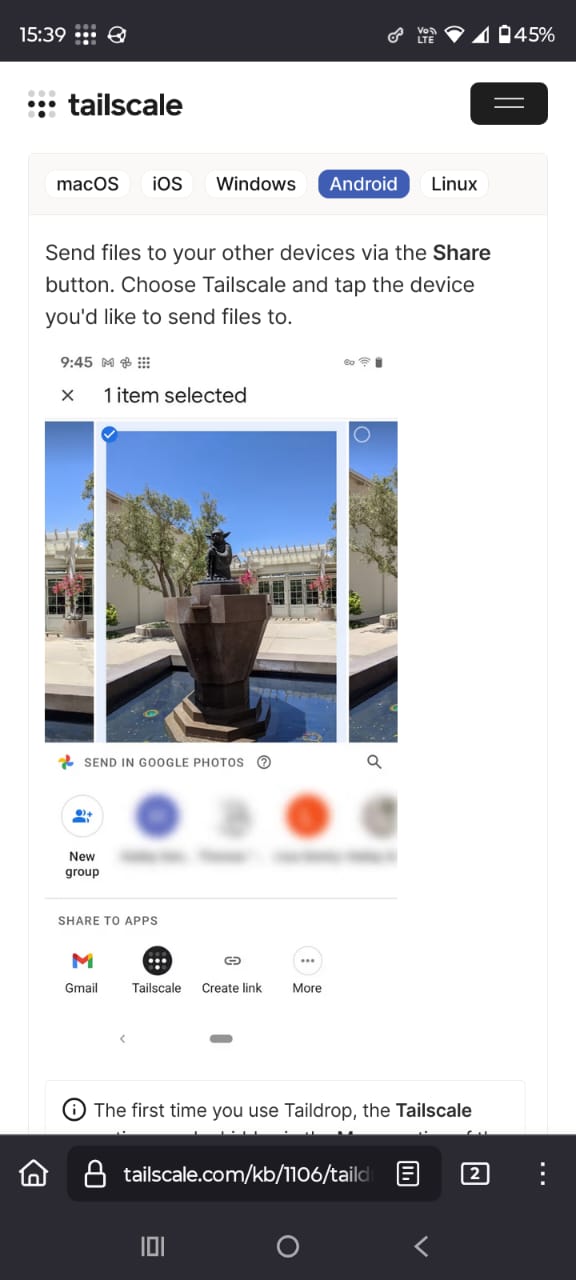 15:39
Vo LTE
45%
tailscale
macOS iOS Windows Android Linux
Send files to your other devices via the Share
button. Choose Tailscale and tap the device
you'd like to send files to.
9:45
1 item selected
SEND IN GOOGLE PHOTOS
New
group
SHARE TO APPS
Gmail Tailscale Create link More
The first time you use Taildrop, the Tailscale
tailscale.com/kb/1106/taild
2